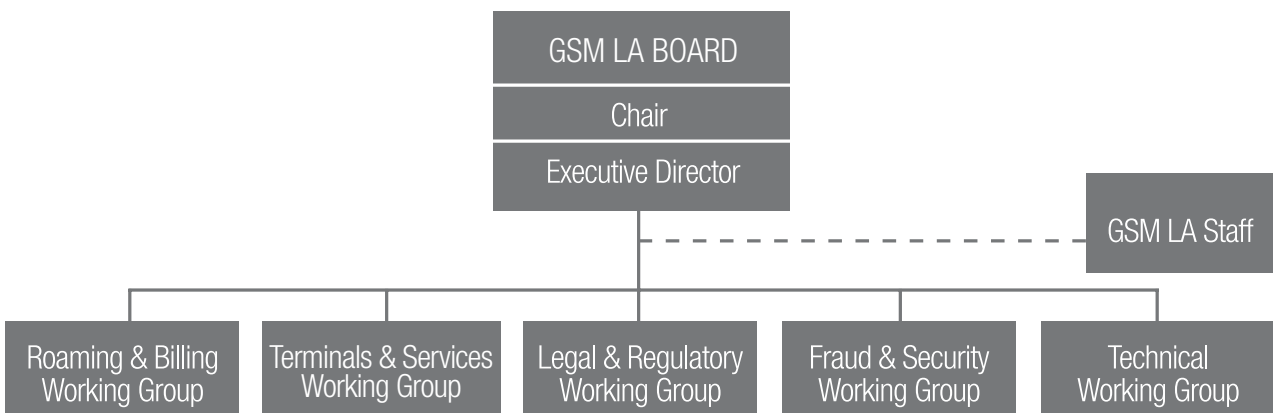 GSM LA BOARD
Chair
Executive Director
GSM LA Staff
Roaming & Billing
Working Group
Terminals & Services
Working Group
Legal & Regulatory
Working Group
Fraud & Security
Working Group
Technical
Working Group